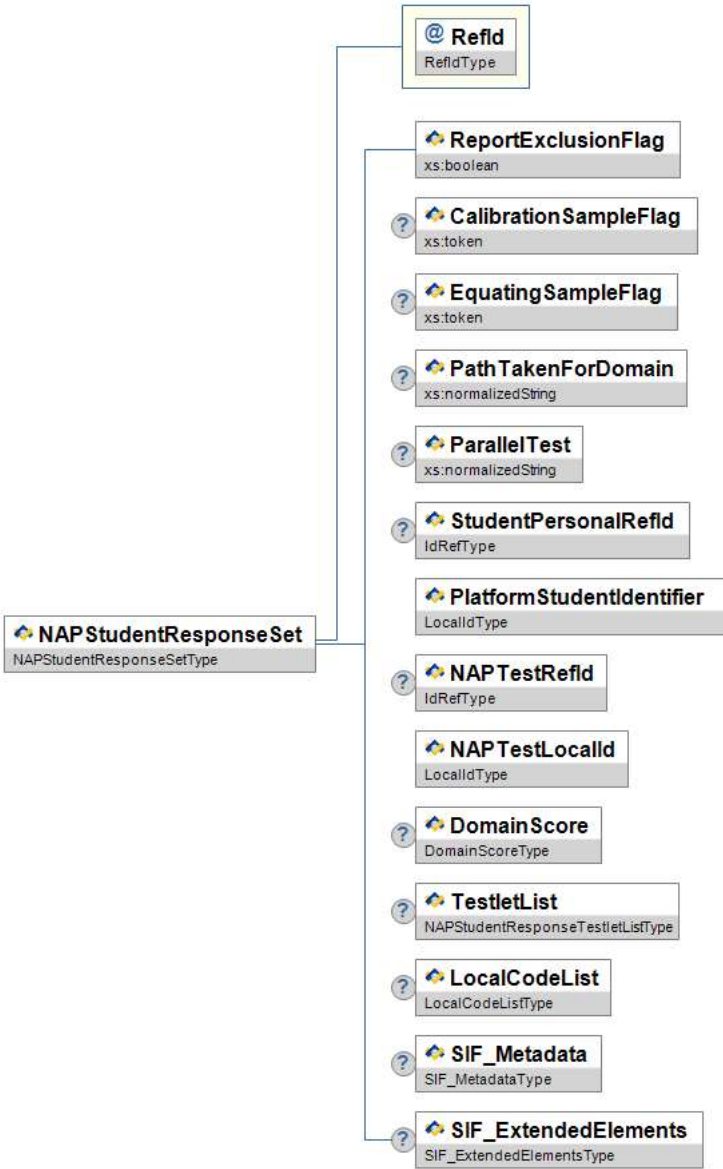 @ RefId
RefIdType
ReportExclusionFlag
xs:boolean
? CalibrationSampleFlag
xs:token
? EquatingSampleFlag
xs:token
? PathTakenForDomain
xs:normalizedString
? ParallelTest
xs:normalizedString
? StudentPersonalRefId
IdRefType
PlatformStudentIdentifier
LocalIdType
NAPStudentResponseSet
NAPStudentResponseSetType
? NAPTestRefId
IdRefType
NAPTestLocalId
LocalIdType
? DomainScore
DomainScoreType
? TestletList
NAPStudentResponseTestletListType
? LocalCodeList
LocalCodeListType
? SIF_Metadata
SIF_MetadataType
? SIF_ExtendedElements
SIF_ExtendedElementsType